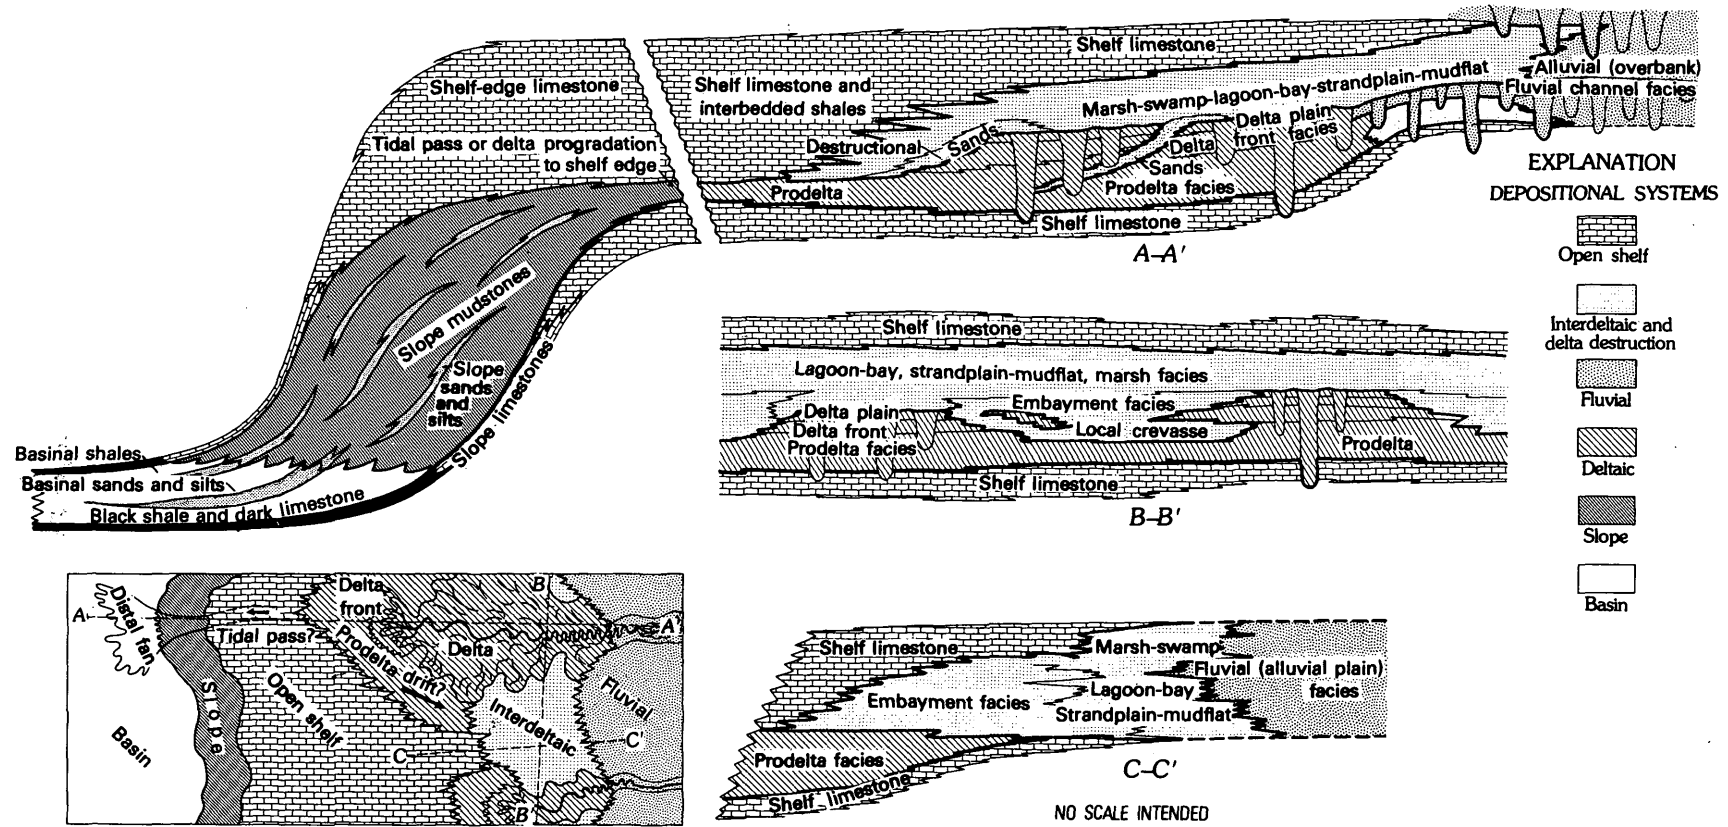 Shelf-edge limestone
Tidal pass or delta progradation
to shelf edge
Slope mudstones
Slope
sands
and
silts
Slope limestones
Basinal shales
Basinal sands and silts
Black shale and dark limestone
Shelf limestone
Shelf limestone and
interbedded shales
Marsh-swamp-lagoon-bay-strandplain-mudflat
Alluvial (overbank)
Fluvial channel facies
Destructional
Sands
Delta plain
front facies
Delta
Sands
Prodelta
Prodelta facies
Shelf limestone
A–A'
Shelf limestone
Lagoon-bay, strandplain-mudflat, marsh facies
Embayment facies
Delta plain
Delta front
Prodelta facies
Local crevasse
Prodelta
Shelf limestone
B–B'
EXPLANATION
DEPOSITIONAL SYSTEMS
Open shelf
Interdeltaic and
delta destruction
Fluvial
Deltaic
Slope
Basin
A
Distal fan
Basin
Slope
Tidal pass?
Open shelf
Delta
front
Prodelta drift?
Delta
B
A'
Interdeltaic
Fluvial
C
C'
B'
Shelf limestone
Marsh-swamp
Fluvial (alluvial plain)
facies
Embayment facies
Lagoon-bay
Strandplain-mudflat
Prodelta facies
Shelf limestone
C–C'
NO SCALE INTENDED